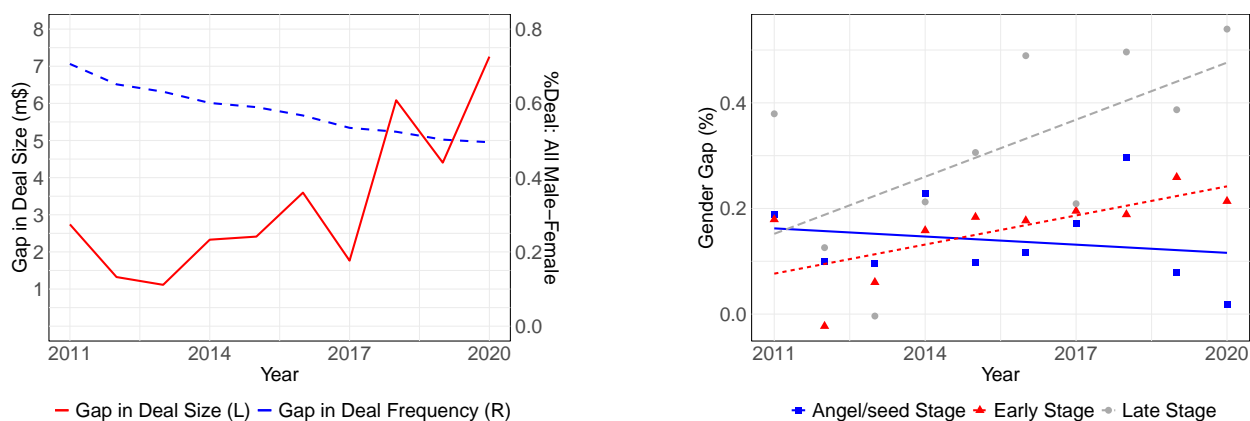 8
7
6
5
4
3
2
1
Gap in Deal Size (m$)
0.8
0.6
0.4
0.2
0.0
%Deal: All Male−Female
2011 2014 2017 2020
Year
Gap in Deal Size (L) Gap in Deal Frequency (R)
0.4
0.2
0.0
Gender Gap (%)
2011 2014 2017 2020
Year
Angel/seed Stage Early Stage Late Stage